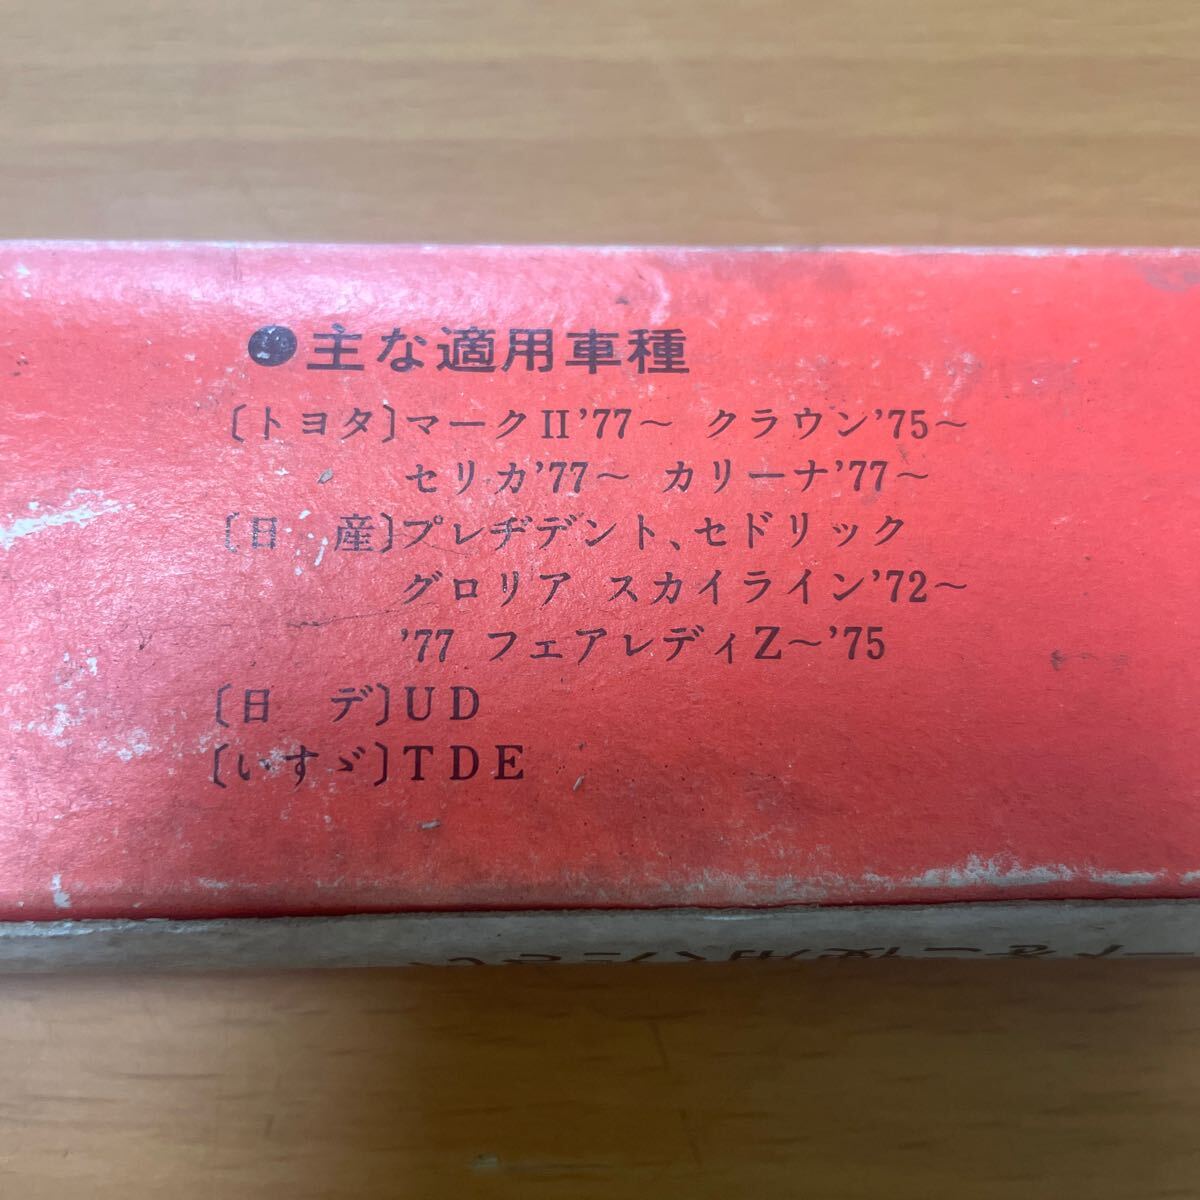 ●主な適用車種
〔トヨタ〕マークII'77～ クラウン'75～
セリカ'77～ カリーナ'77～
〔日 産〕プレヂデント、セドリック
グロリア スカイライン'72～
'77 フェアレディZ～'75
〔日 デ〕UD
〔いすゞ〕TDE